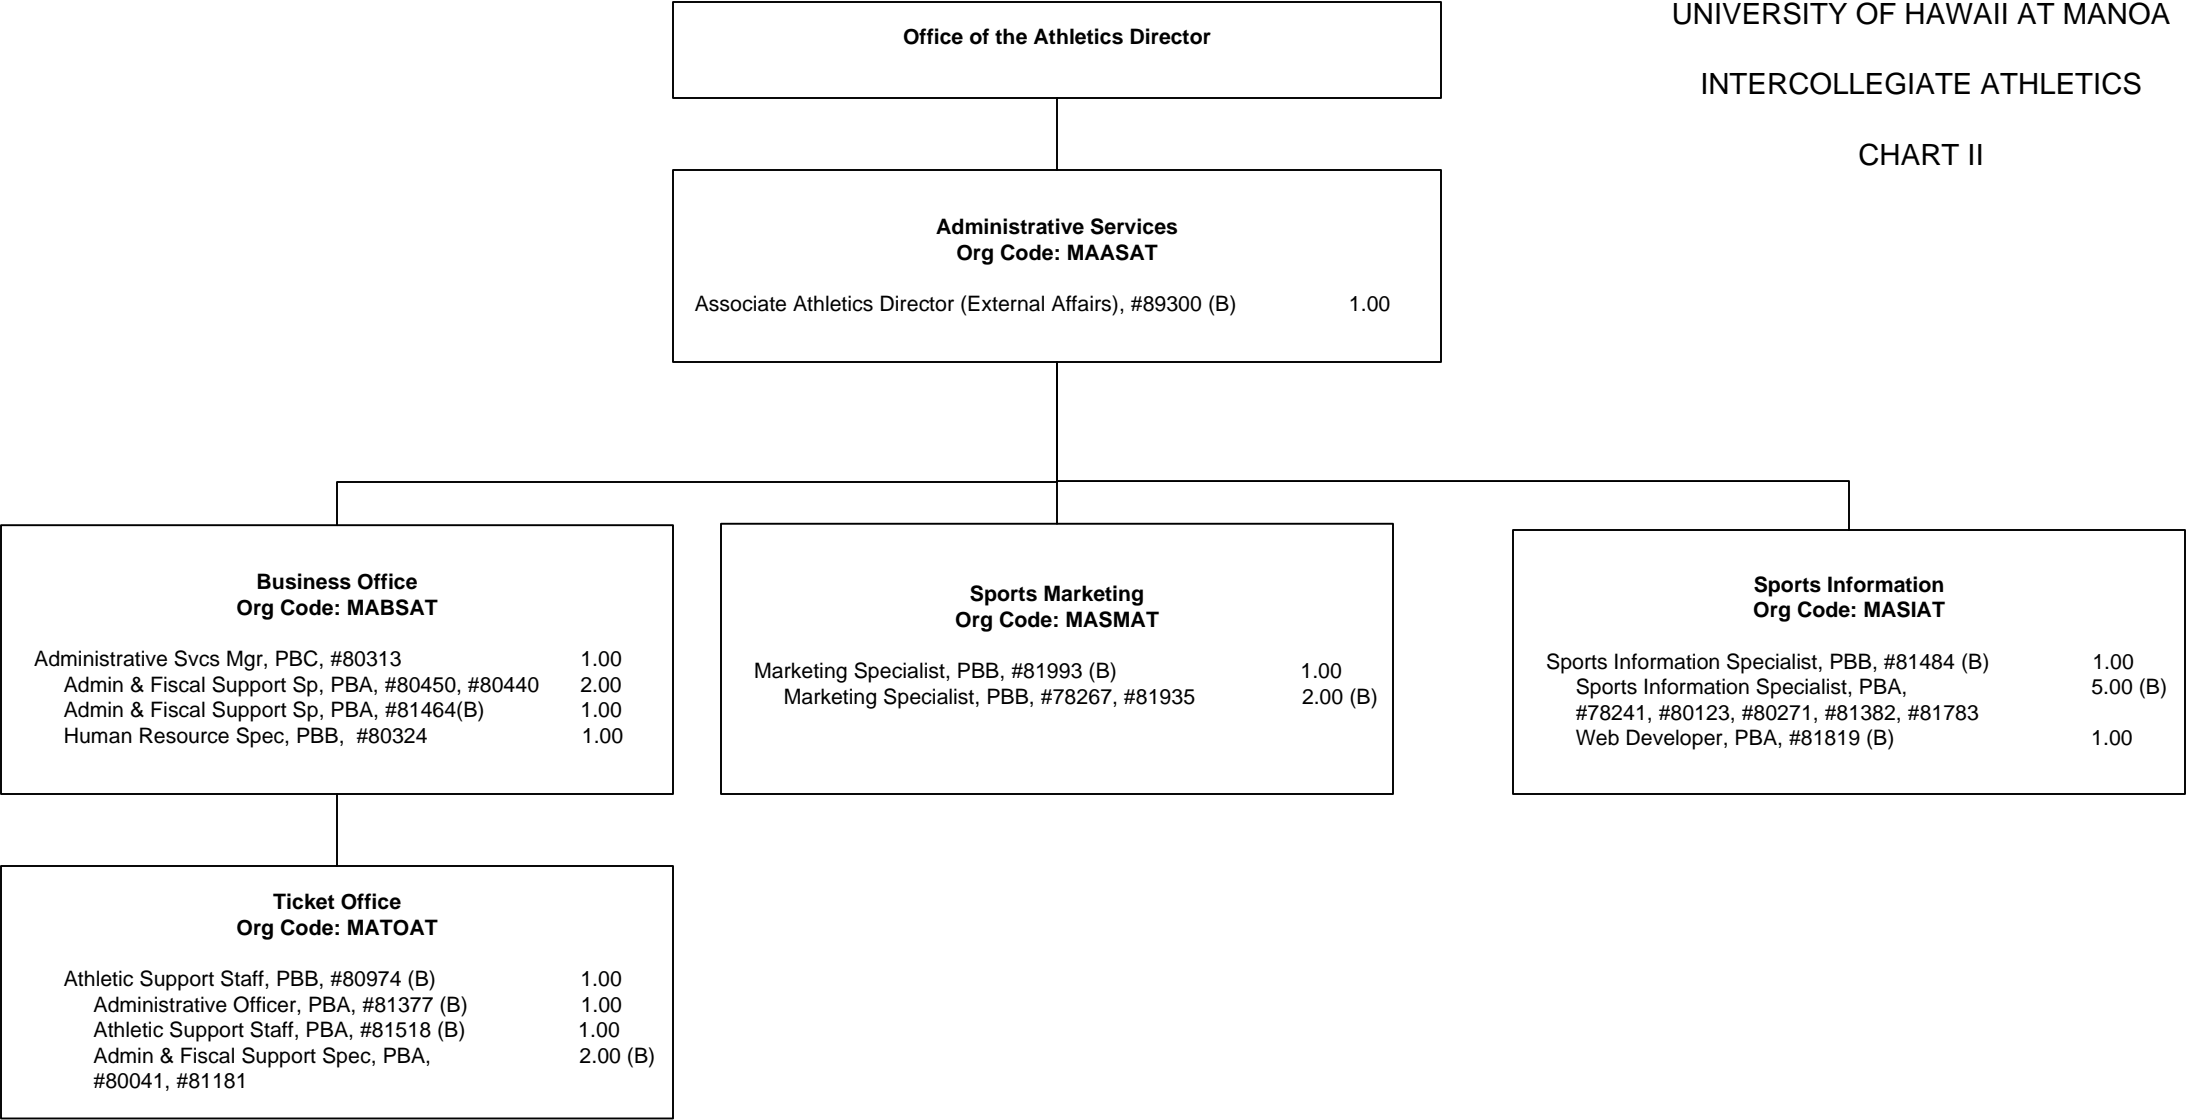 UNIVERSITY OF HAWAII AT MANOA
INTERCOLLEGIATE ATHLETICS
CHART II
Office of the Athletics Director
Administrative Services
Org Code: MAASAT
Associate Athletics Director (External Affairs), #89300 (B) 1.00
Business Office
Org Code: MABSAT
Administrative Svcs Mgr, PBC, #80313 1.00
Admin & Fiscal Support Sp, PBA, #80450, #80440 2.00
Admin & Fiscal Support Sp, PBA, #81464(B) 1.00
Human Resource Spec, PBB, #80324 1.00
Sports Marketing
Org Code: MASMAT
Marketing Specialist, PBB, #81993 (B) 1.00
Marketing Specialist, PBB, #78267, #81935 2.00 (B)
Sports Information
Org Code: MASIAT
Sports Information Specialist, PBB, #81484 (B) 1.00
Sports Information Specialist, PBA, 5.00 (B)
#78241, #80123, #80271, #81382, #81783
Web Developer, PBA, #81819 (B) 1.00
Ticket Office
Org Code: MATOAT
Athletic Support Staff, PBB, #80974 (B) 1.00
Administrative Officer, PBA, #81377 (B) 1.00
Athletic Support Staff, PBA, #81518 (B) 1.00
Admin & Fiscal Support Spec, PBA, 2.00 (B)
#80041, #81181